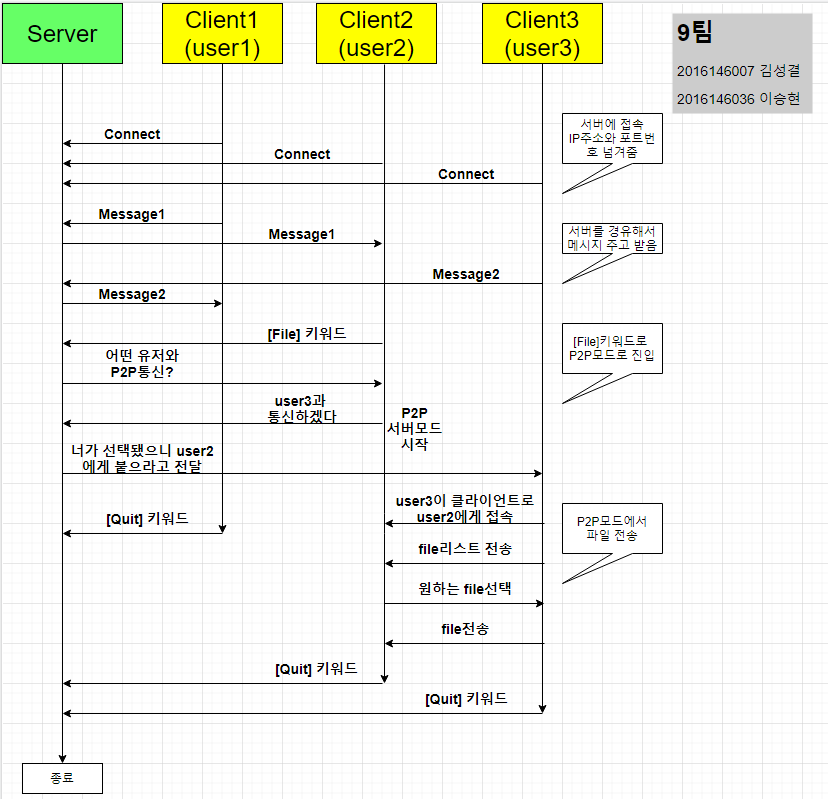 Server
Client1
(user1)
Client2
(user2)
Client3
(user3)
9팀
2016146007 김성결
2016146036 이승현
Connect
Connect
Connect
서버에 접속
IP주소와 포트번
호 넘겨줌
Message1
Message1
서버를 경유해서
메시지 주고 받음
Message2
Message2
[File] 키워드
[File]키워드로
P2P모드로 진입
어떤 유저와
P2P통신?
user3과
통신하겠다
P2P
서버모드
시작
너가 선택됐으니 user2
에게 붙으라고 전달
user3이 클라이언트로
user2에게 접속
[Quit] 키워드
P2P모드에서
파일 전송
file리스트 전송
원하는 file선택
file전송
[Quit] 키워드
[Quit] 키워드
종료